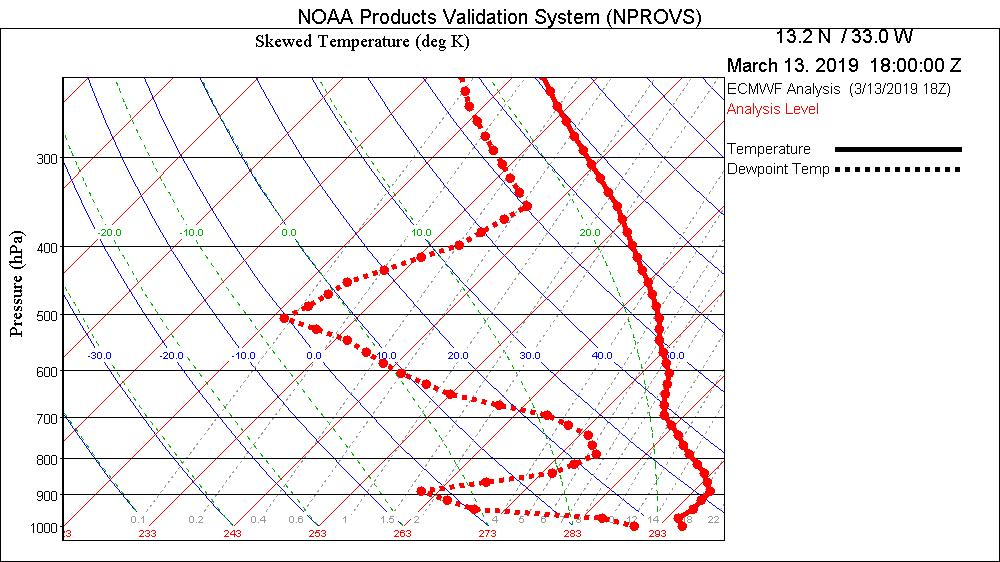 NOAA Products Validation System (NPROVS)
Skewed Temperature (deg K)
13.2 N / 33.0 W
March 13. 2019 18:00:00 Z
ECMWF Analysis (3/13/2019 18Z)
Analysis Level
Temperature
Dewpoint Temp
Pressure (hPa)
300
-20.0 -10.0 0.0 10.0 20.0
400
500
-30.0 -20.0 -10.0 0.0 10.0 20.0 30.0 40.0
600
700
800
900
0.1 0.2 0.4 0.6 1 1.5 2 4 5 6 12 14 22
1000
233 243 253 263 273 283 293